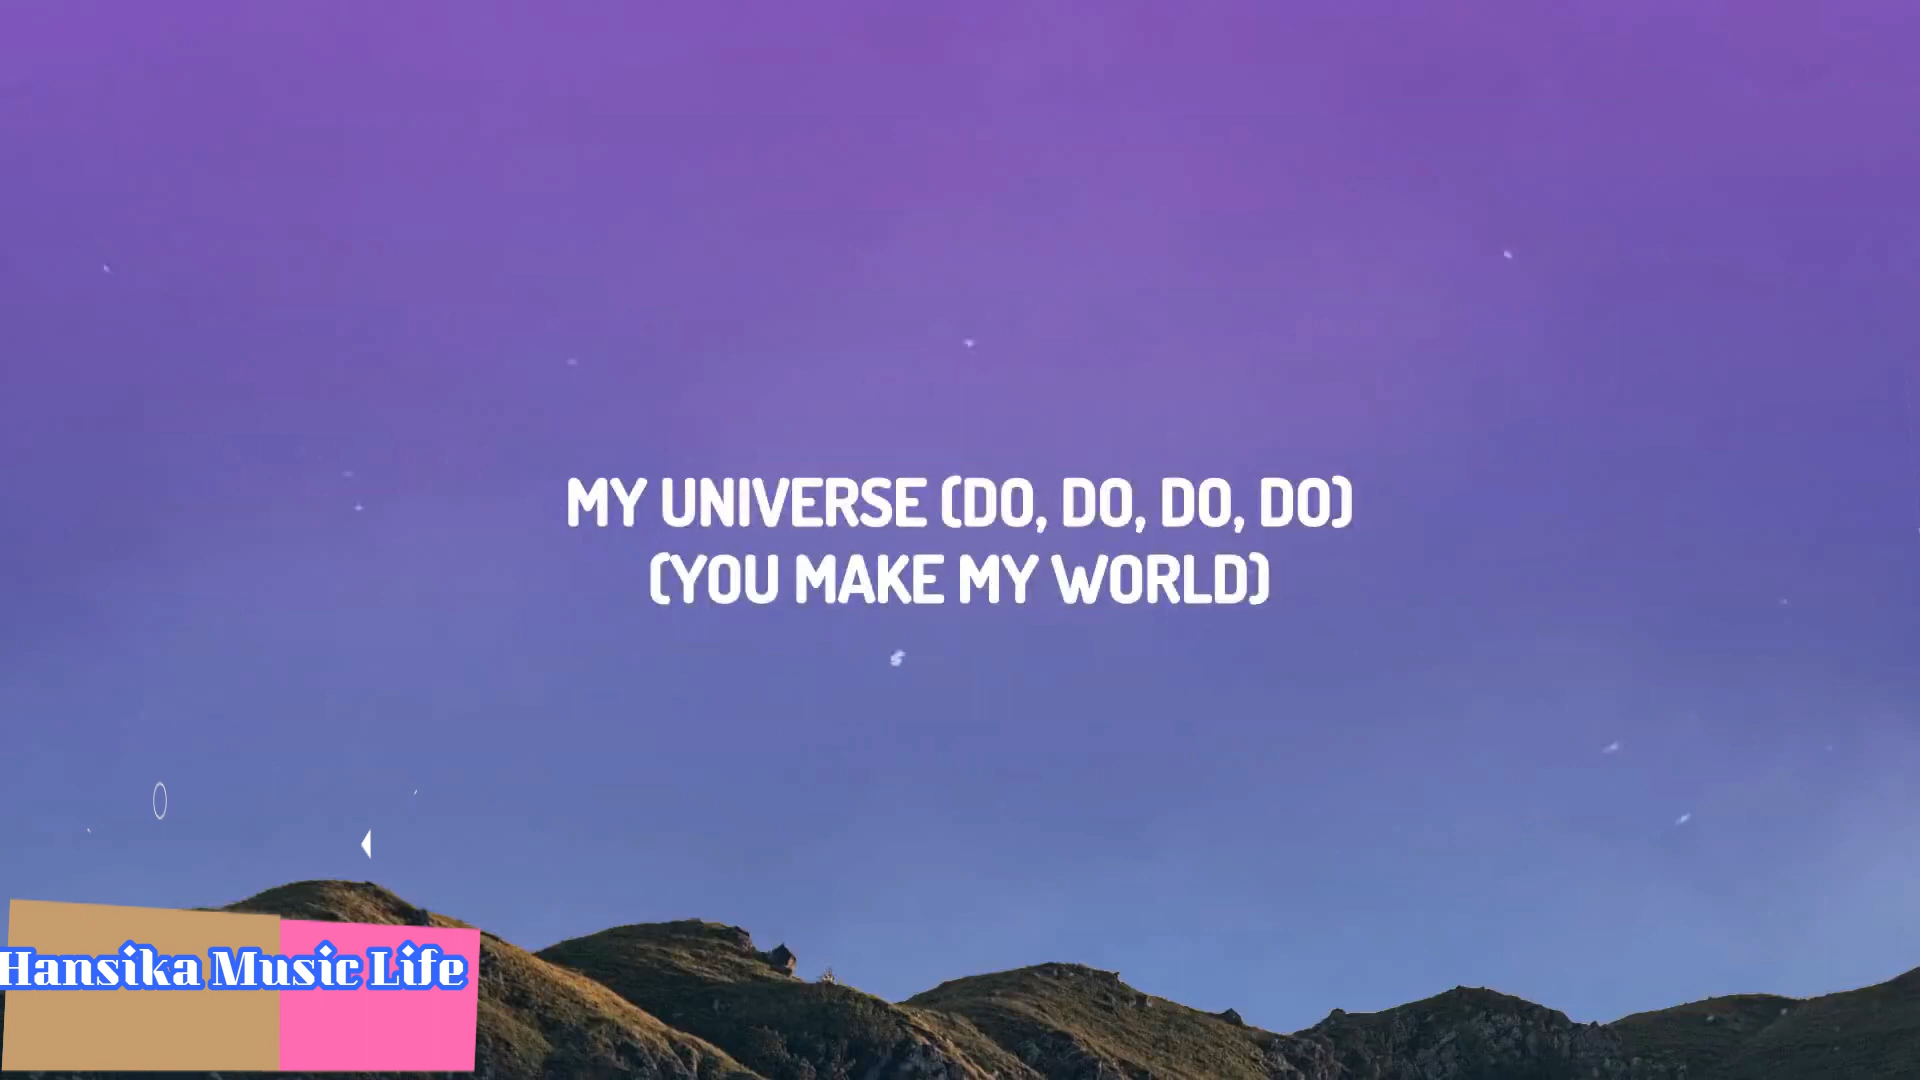 MY UNIVERSE (DO, DO, DO, DO)
(YOU MAKE MY WORLD)
Hansika Music Life